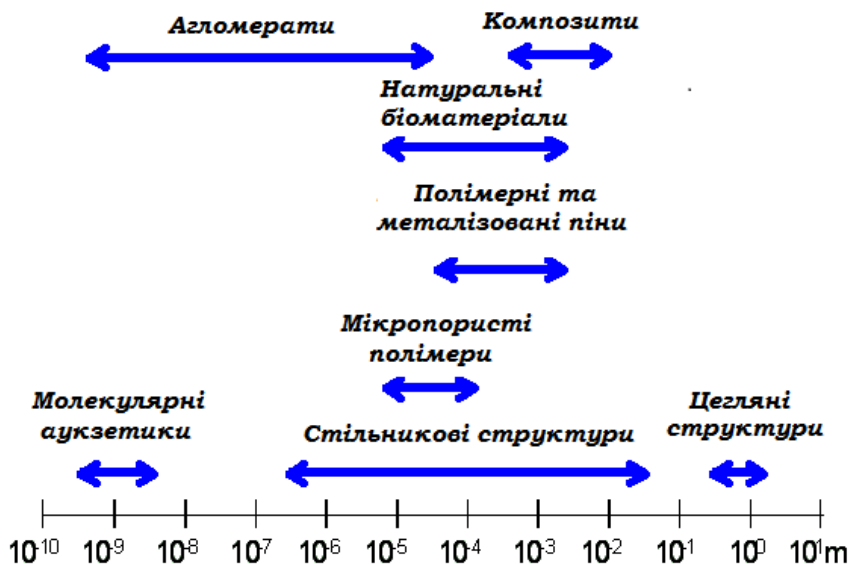 Агломерати
Композити
Натуральні
біоматеріали
Полімерні та
металізовані піни
Мікропористі
полімери
Молекулярні
аукзетики
Стільникові структури
Цегляні
структури
10⁻¹⁰ 10⁻⁹ 10⁻⁸ 10⁻⁷ 10⁻⁶ 10⁻⁵ 10⁻⁴ 10⁻³ 10⁻² 10⁻¹ 10⁰ 10¹m